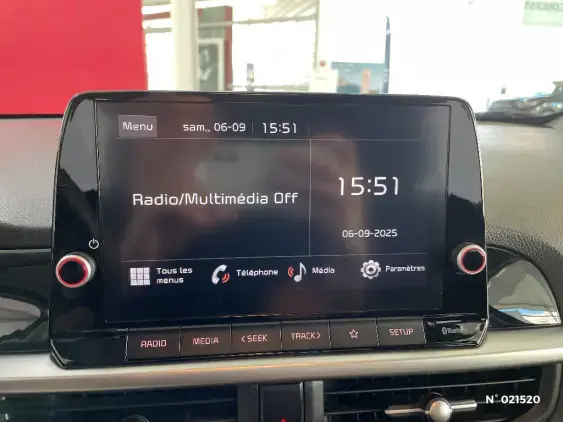 Menu sam., 06-09 15:51
Radio/Multimédia Off
15:51
06-09-2025
Tous les menus
Téléphone
Média
Paramètres
RADIO MEDIA <SEEK TRACK> SETUP Bluetooth
N° 021520